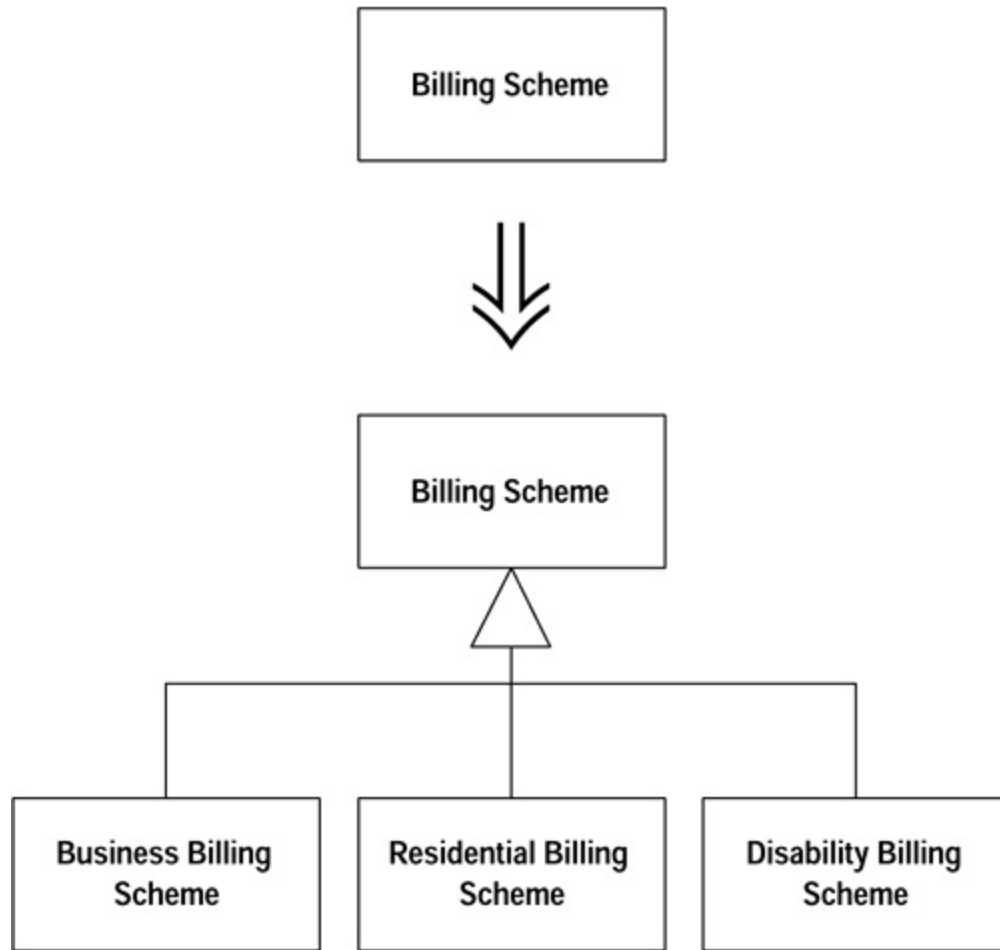 Billing Scheme
Billing Scheme
Business Billing
Scheme
Residential Billing
Scheme
Disability Billing
Scheme